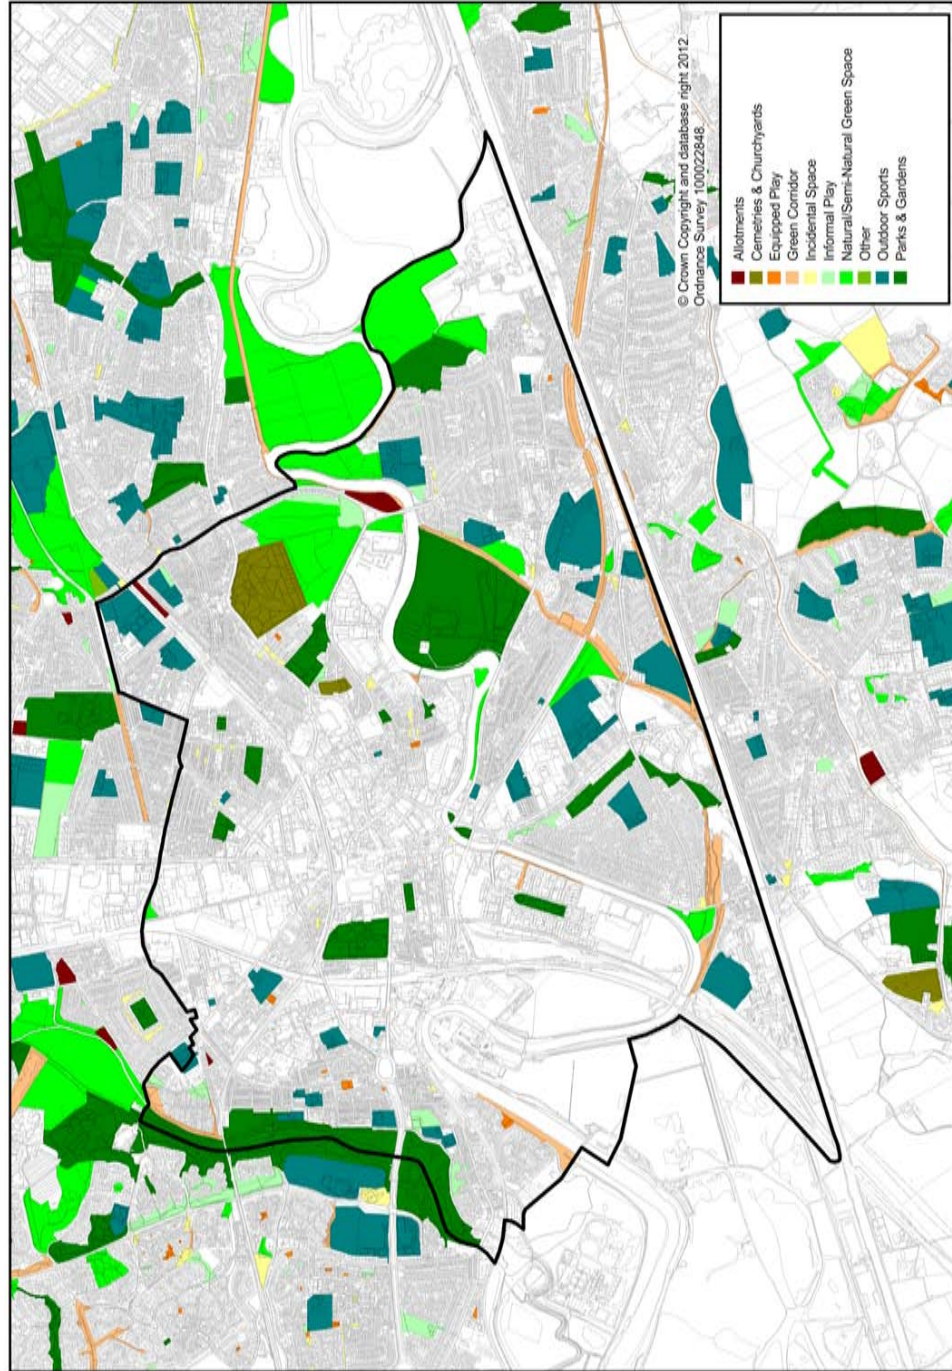 © Crown Copyright and database right 2012.
Ordnance Survey 100022848.
Allotments
Cemetries & Churchyards
Equipped Play
Green Corridor
Incidental Space
Informal Play
Natural/Semi-Natural Green Space
Other
Outdoor Sports
Parks & Gardens